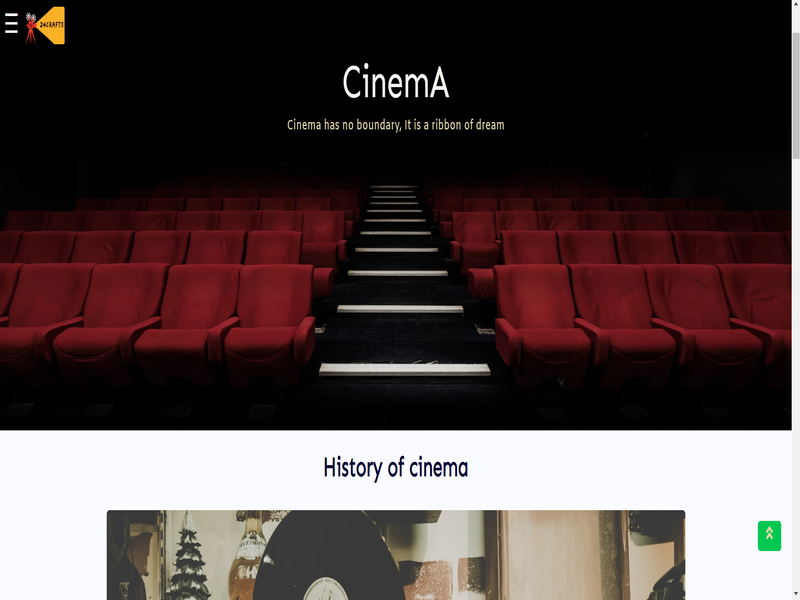 24CRAFTS
CinemA
Cinema has no boundary, It is a ribbon of dream
History of cinema